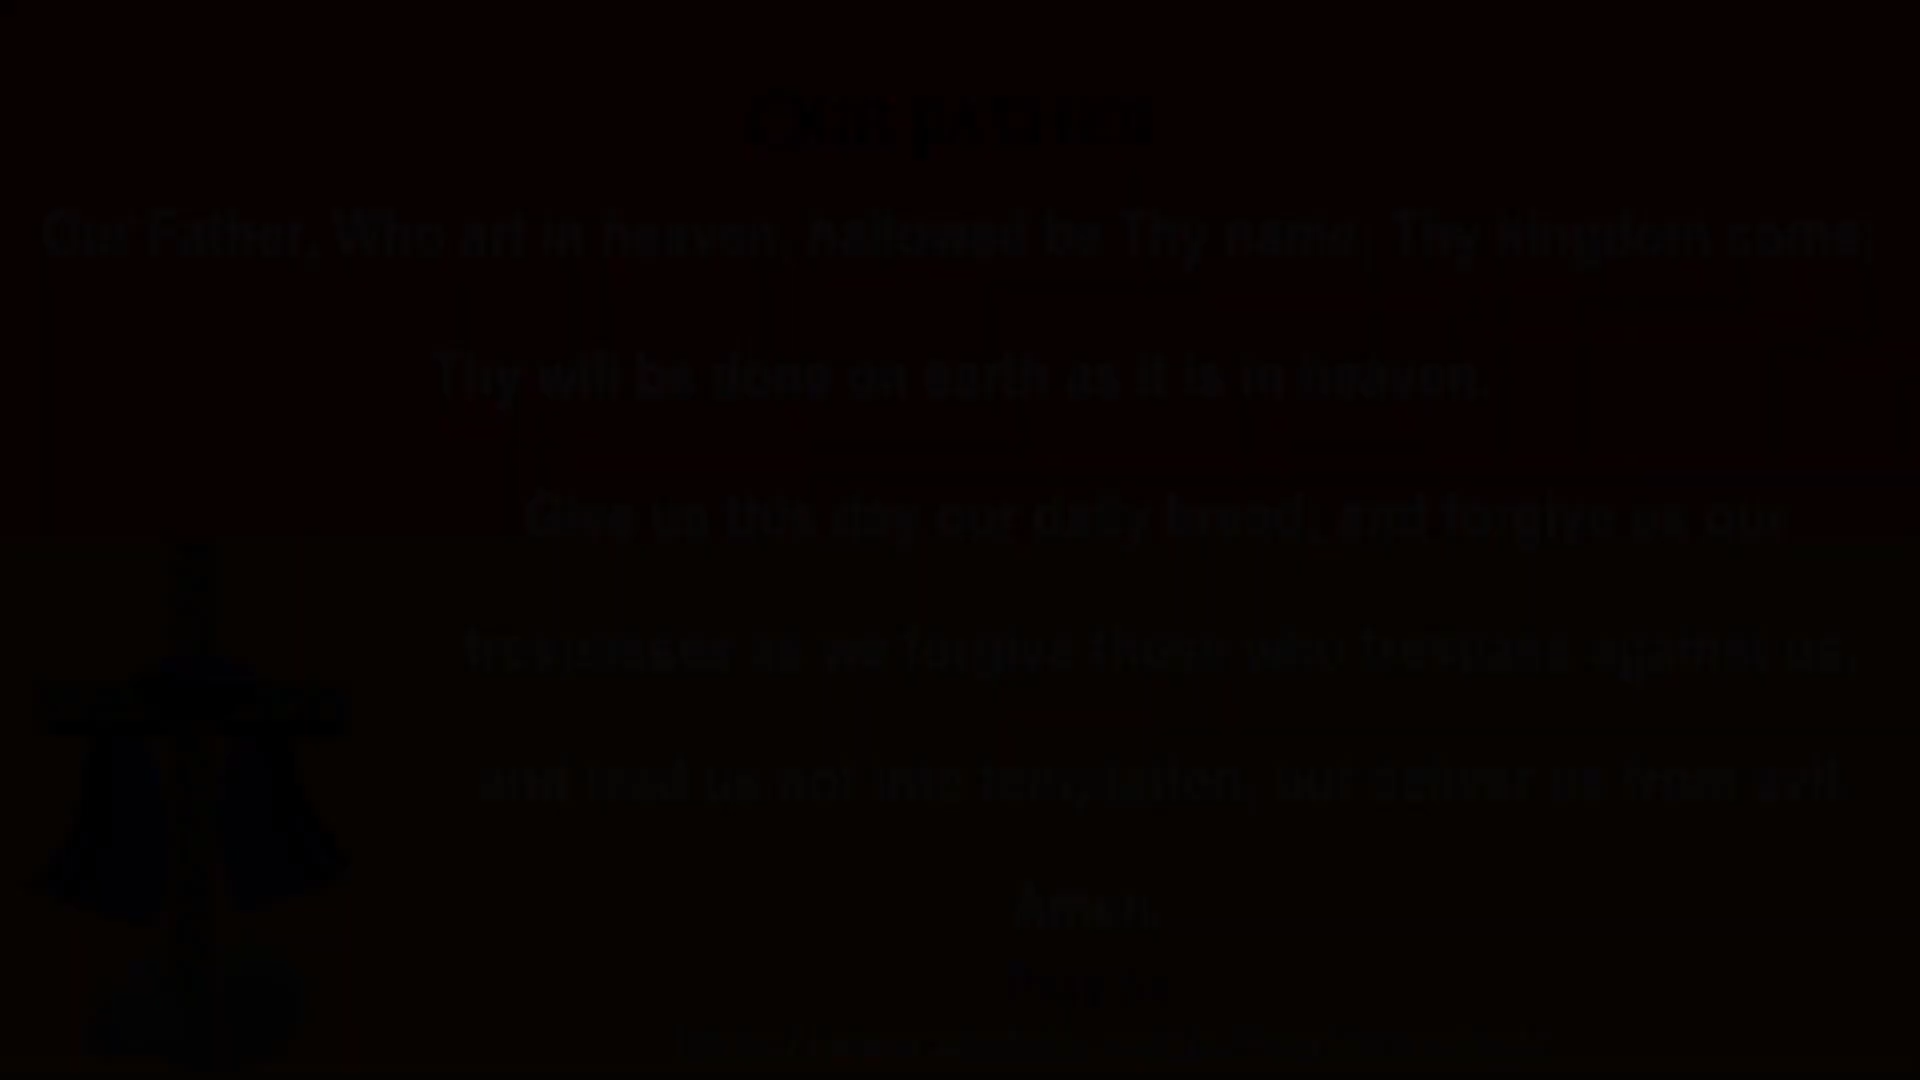 Our Father
Our Father, Who art in heaven, hallowed be Thy name; Thy kingdom come;
Thy will be done on earth as it is in heaven.
Give us this day our daily bread; and forgive us our
trespasses as we forgive those who trespass against us,
and lead us not into temptation, but deliver us from evil.
Amen.